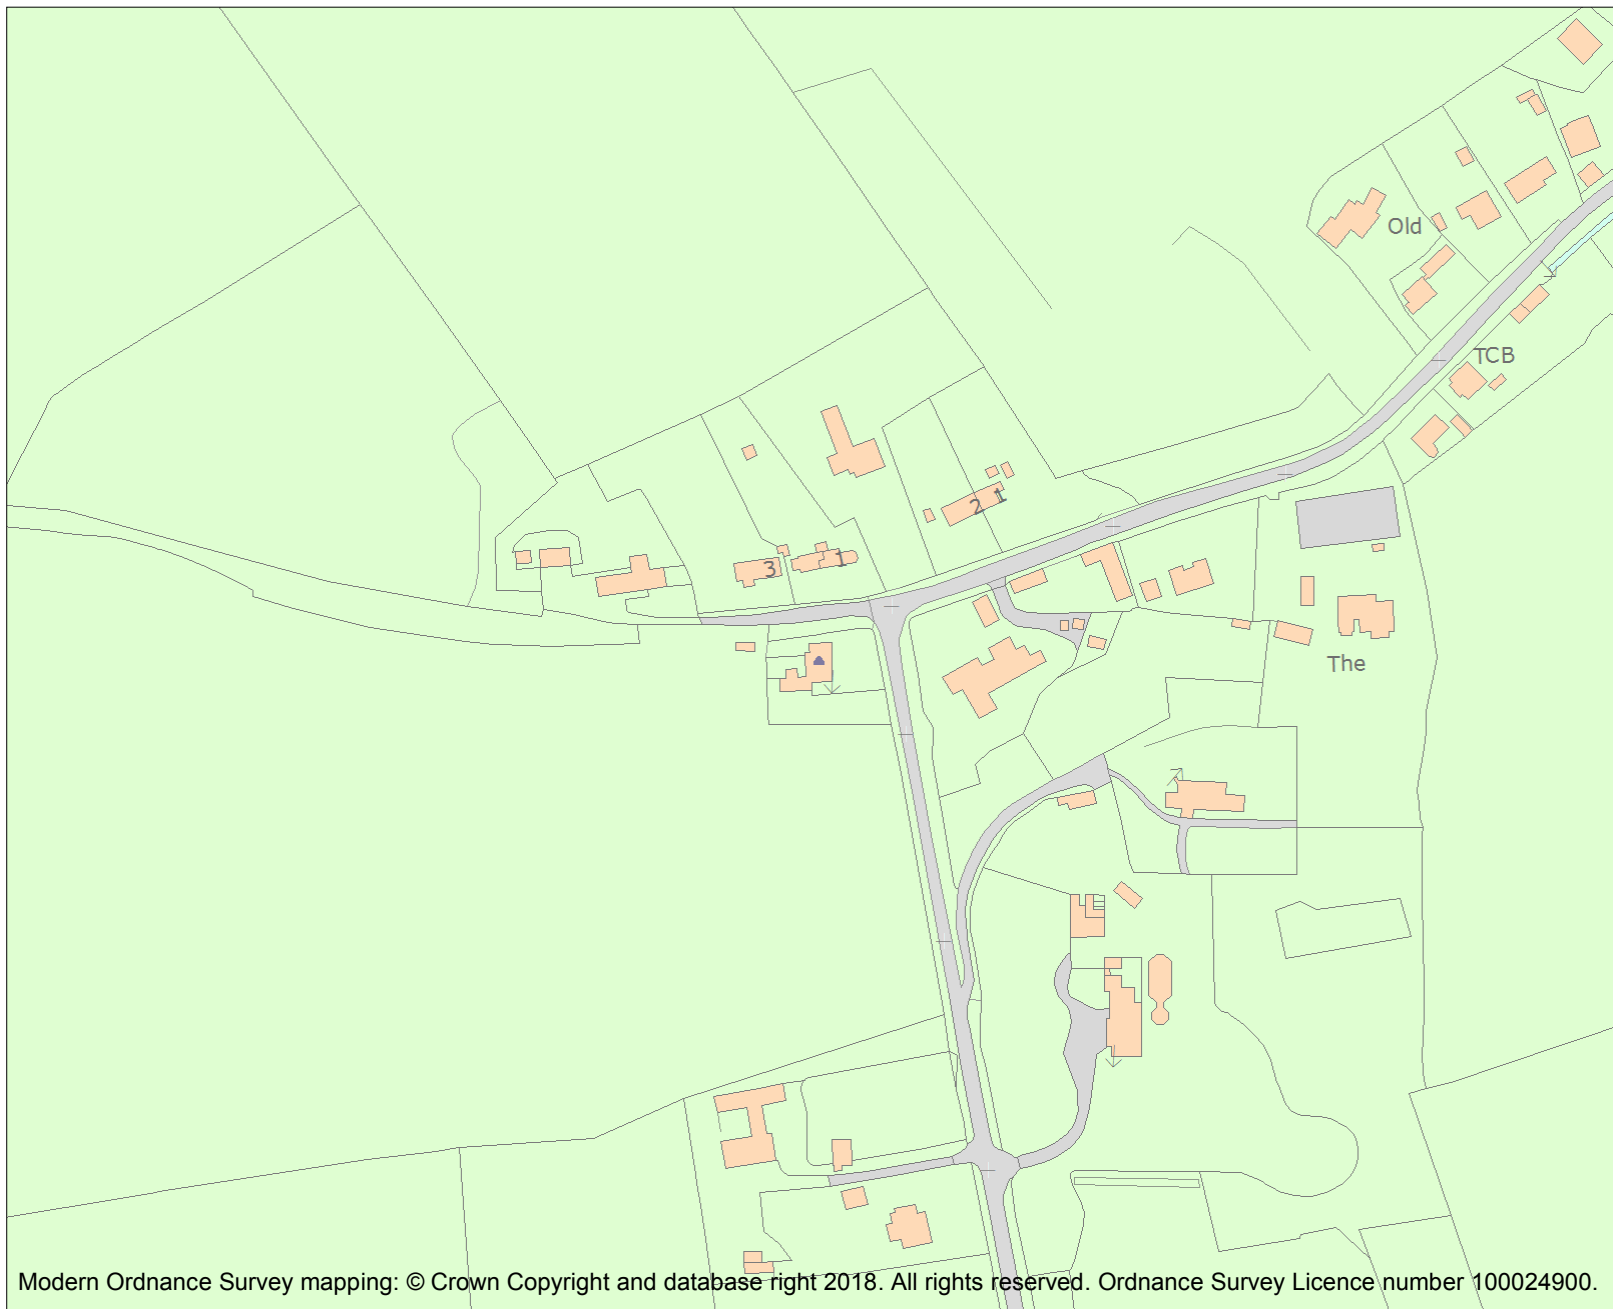 Old
TCB
2 1
3
1
The
Modern Ordnance Survey mapping: © Crown Copyright and database right 2018. All rights reserved. Ordnance Survey Licence number 100024900.